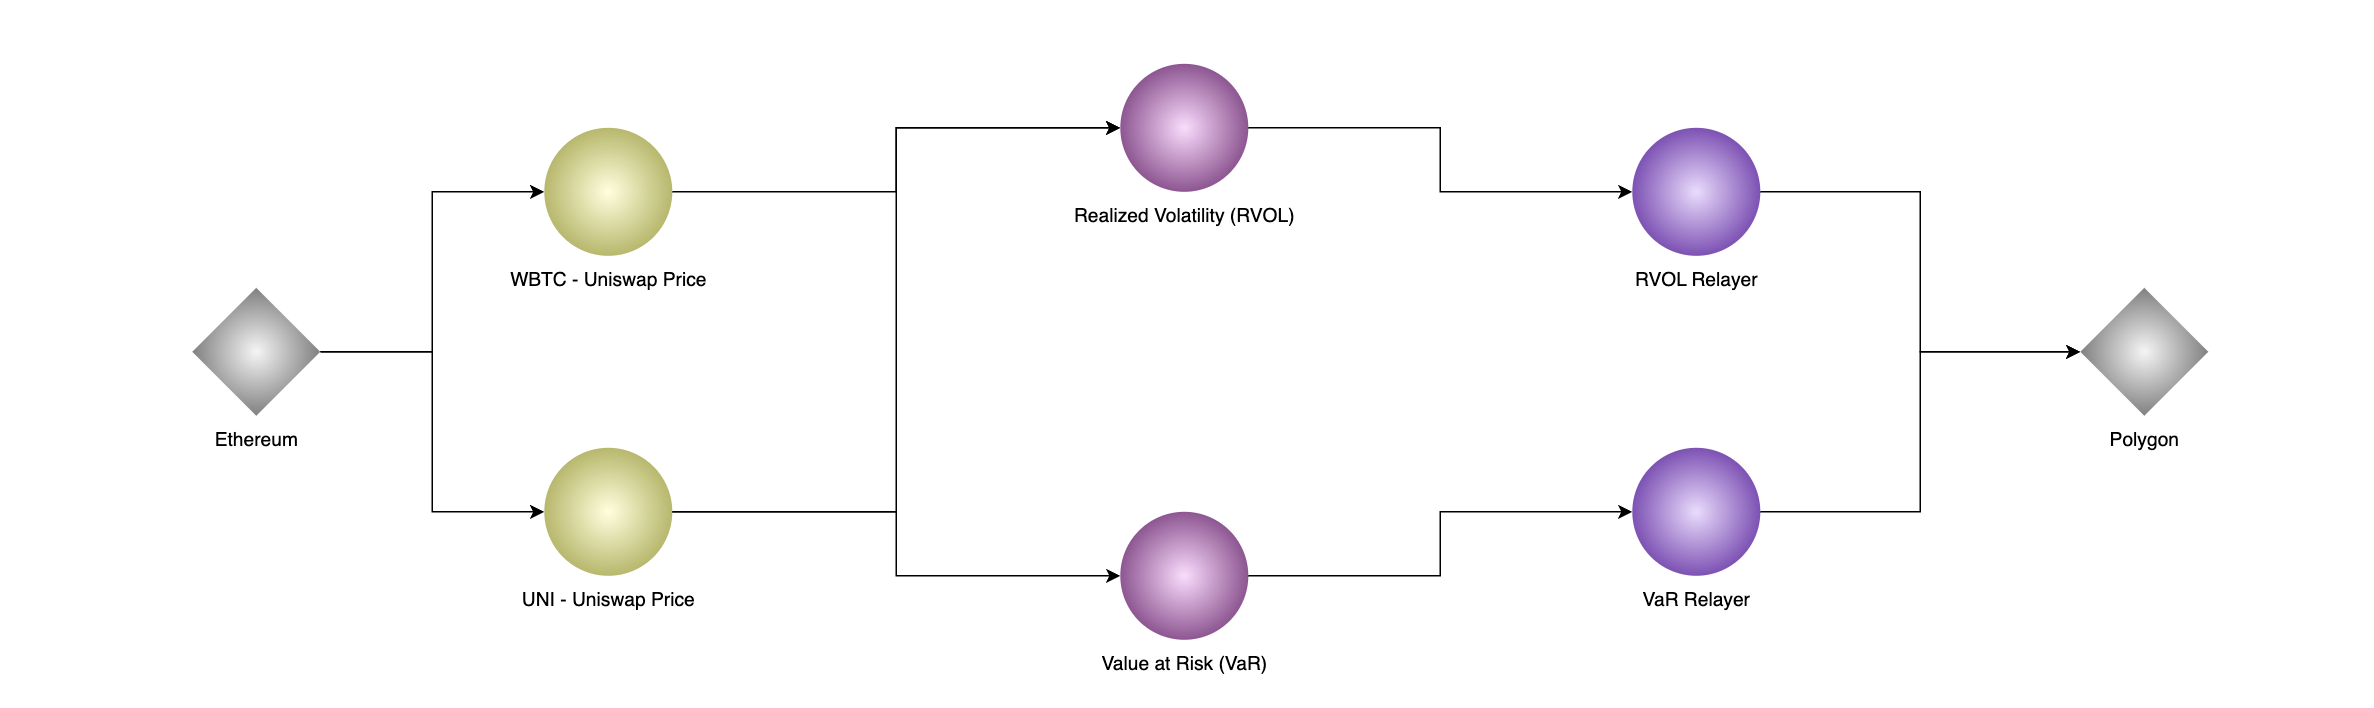 Realized Volatility (RVOL)
WBTC - Uniswap Price
RVOL Relayer
Ethereum
Polygon
UNI - Uniswap Price
VaR Relayer
Value at Risk (VaR)